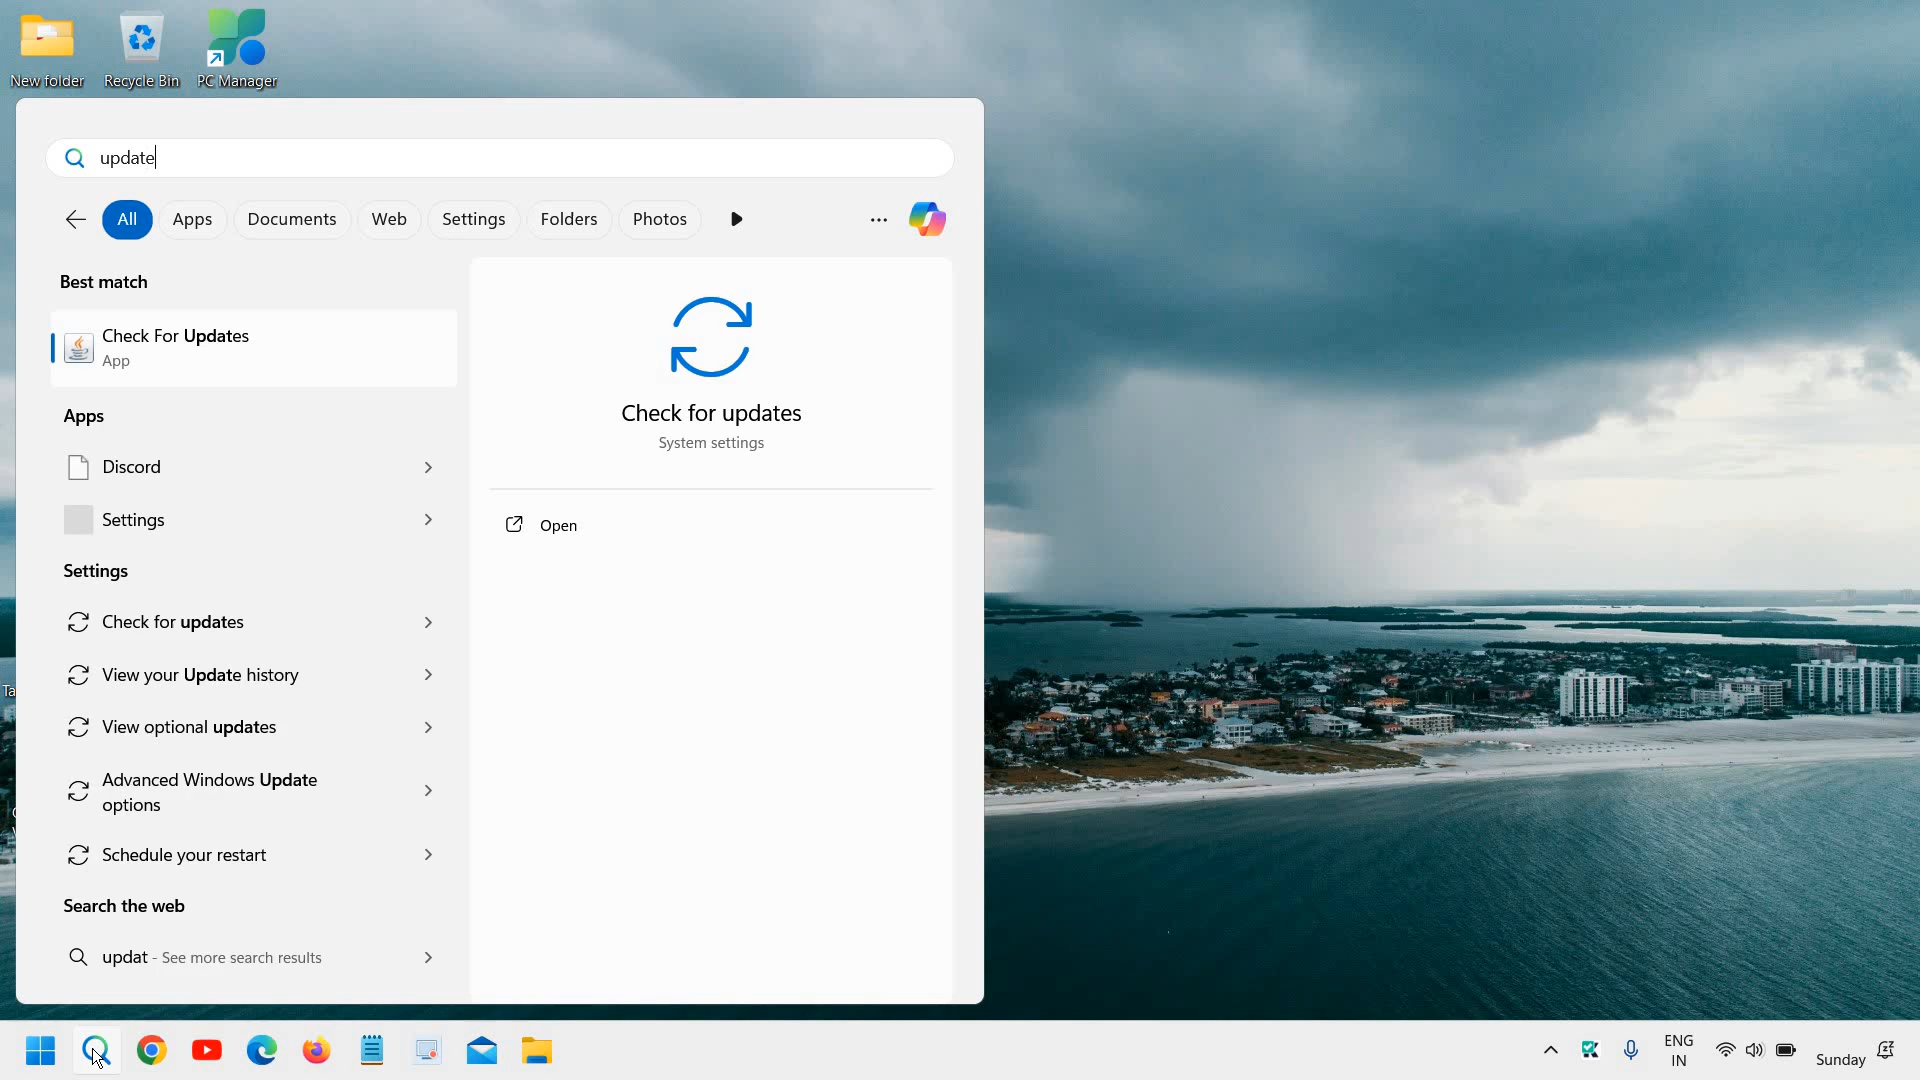 New folder
Recycle Bin
PC Manager
update
All
Apps
Documents
Web
Settings
Folders
Photos
Best match
Check For Updates
App
Apps
Discord
Settings
Settings
Check for updates
View your Update history
View optional updates
Advanced Windows Update
options
Schedule your restart
Search the web
updat - See more search results
Check for updates
System settings
Open
Ta
ENG
IN
Sunday